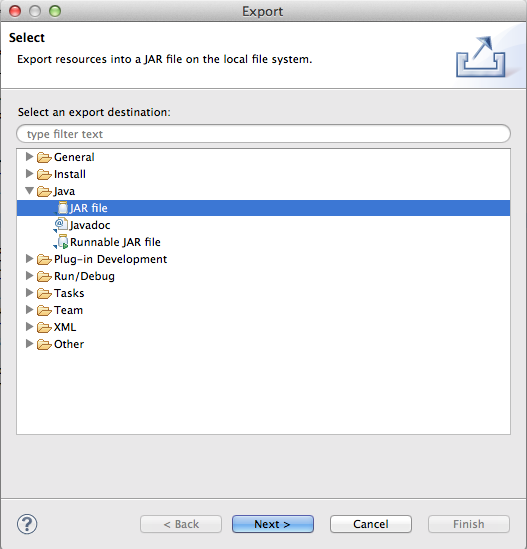 Export
Select
Export resources into a JAR file on the local file system.
Select an export destination:
type filter text
General
Install
Java
JAR file
Javadoc
Runnable JAR file
Plug-in Development
Run/Debug
Tasks
Team
XML
Other
? < Back Next > Cancel Finish